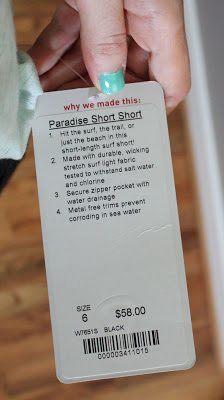 why we made this:
Paradise Short Short
1. Hit the surf, the trail, or
just the beach in this
short-length surf short!
2. Made with durable, wicking
stretch surf light fabric
tested to withstand salt water
and chlorine
3. Secure zipper pocket with
water drainage
4. Metal free trims prevent
corroding in sea water
SIZE
6 $58.00
W7651S BLACK
000003411015